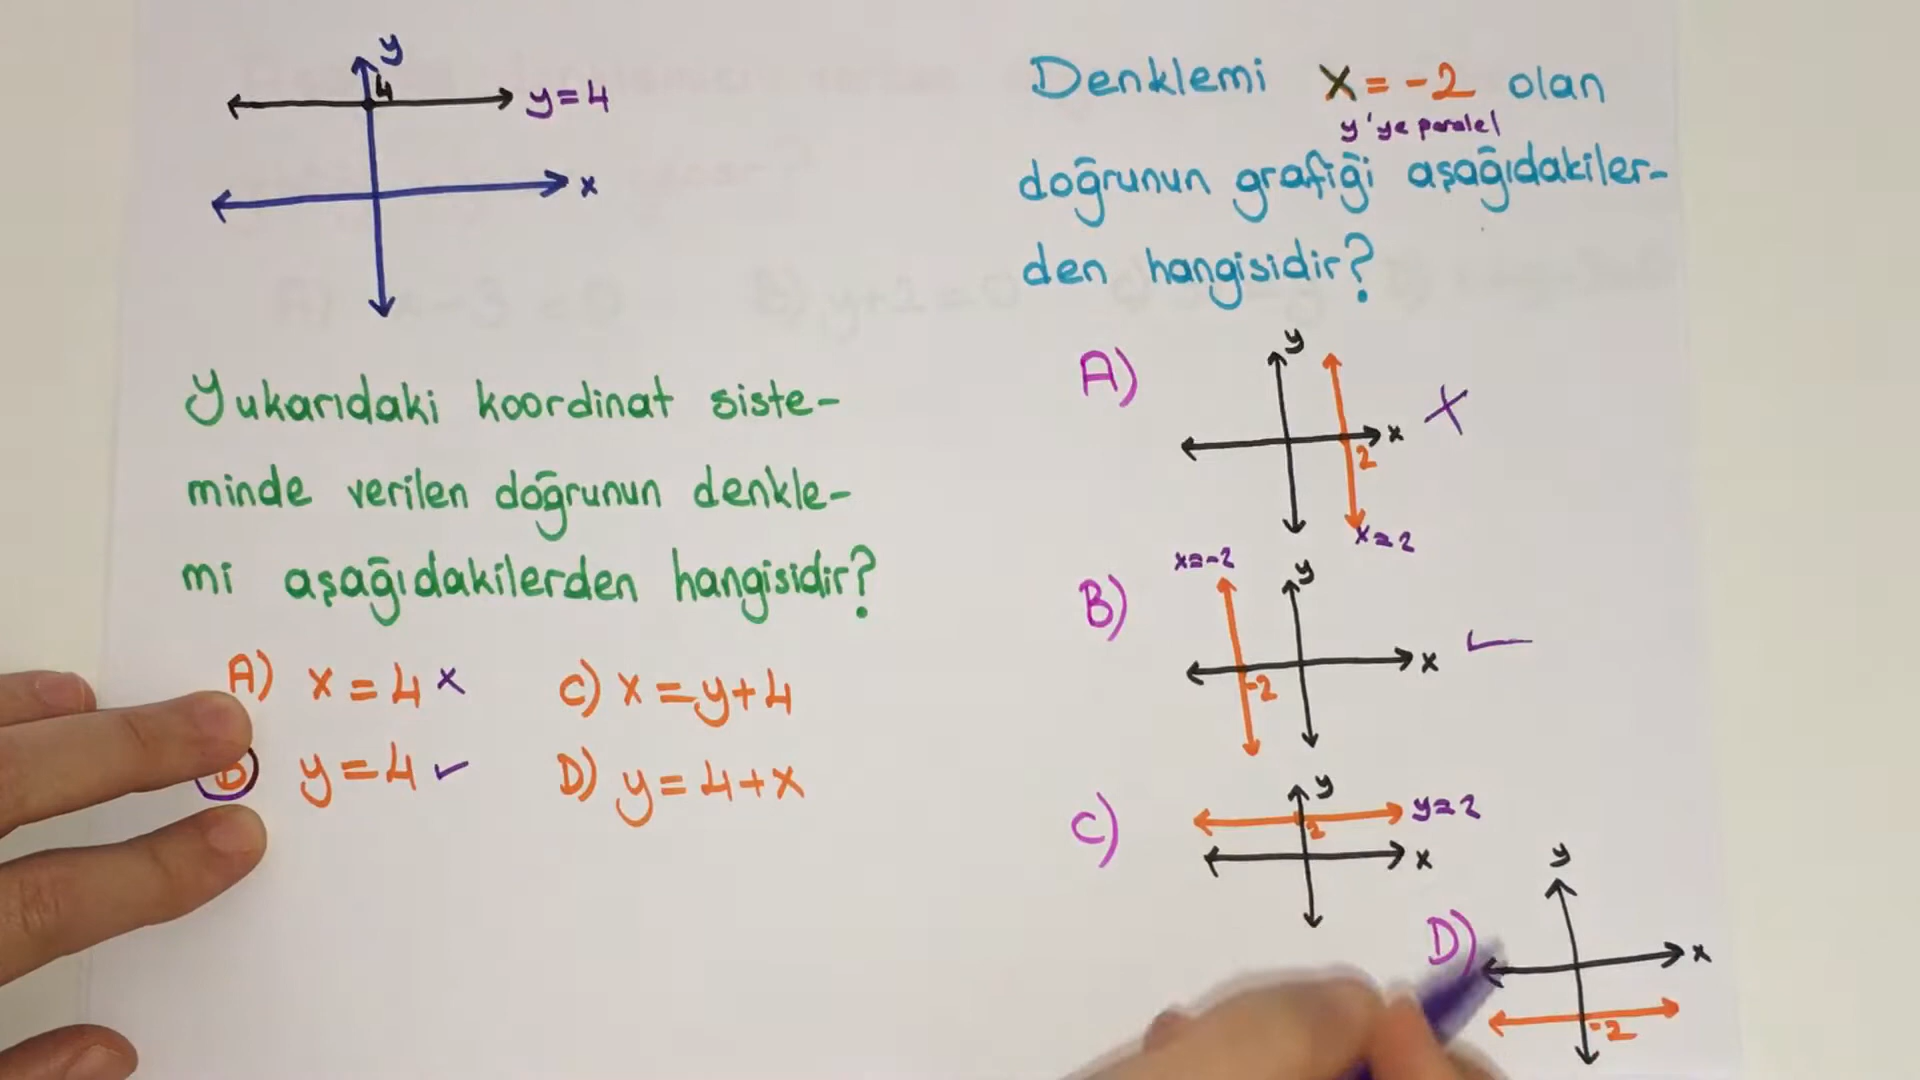 y
4
y=4
x
Yukarıdaki koordinat siste-
minde verilen doğrunun denkle-
mi aşağıdakilerden hangisidir?
A) x=4 x
C) x=y+4
B) y=4 ✓
D) y=4+x
Denklemi x=-2 olan
y'ye paralel
doğrunun grafiği aşağıdakiler-
den hangisidir?
A)
y
x
2
x=2
X
B)
x=-2
y
x
-2
✓
C)
y
y=2
2
x
D)
y
x
-2